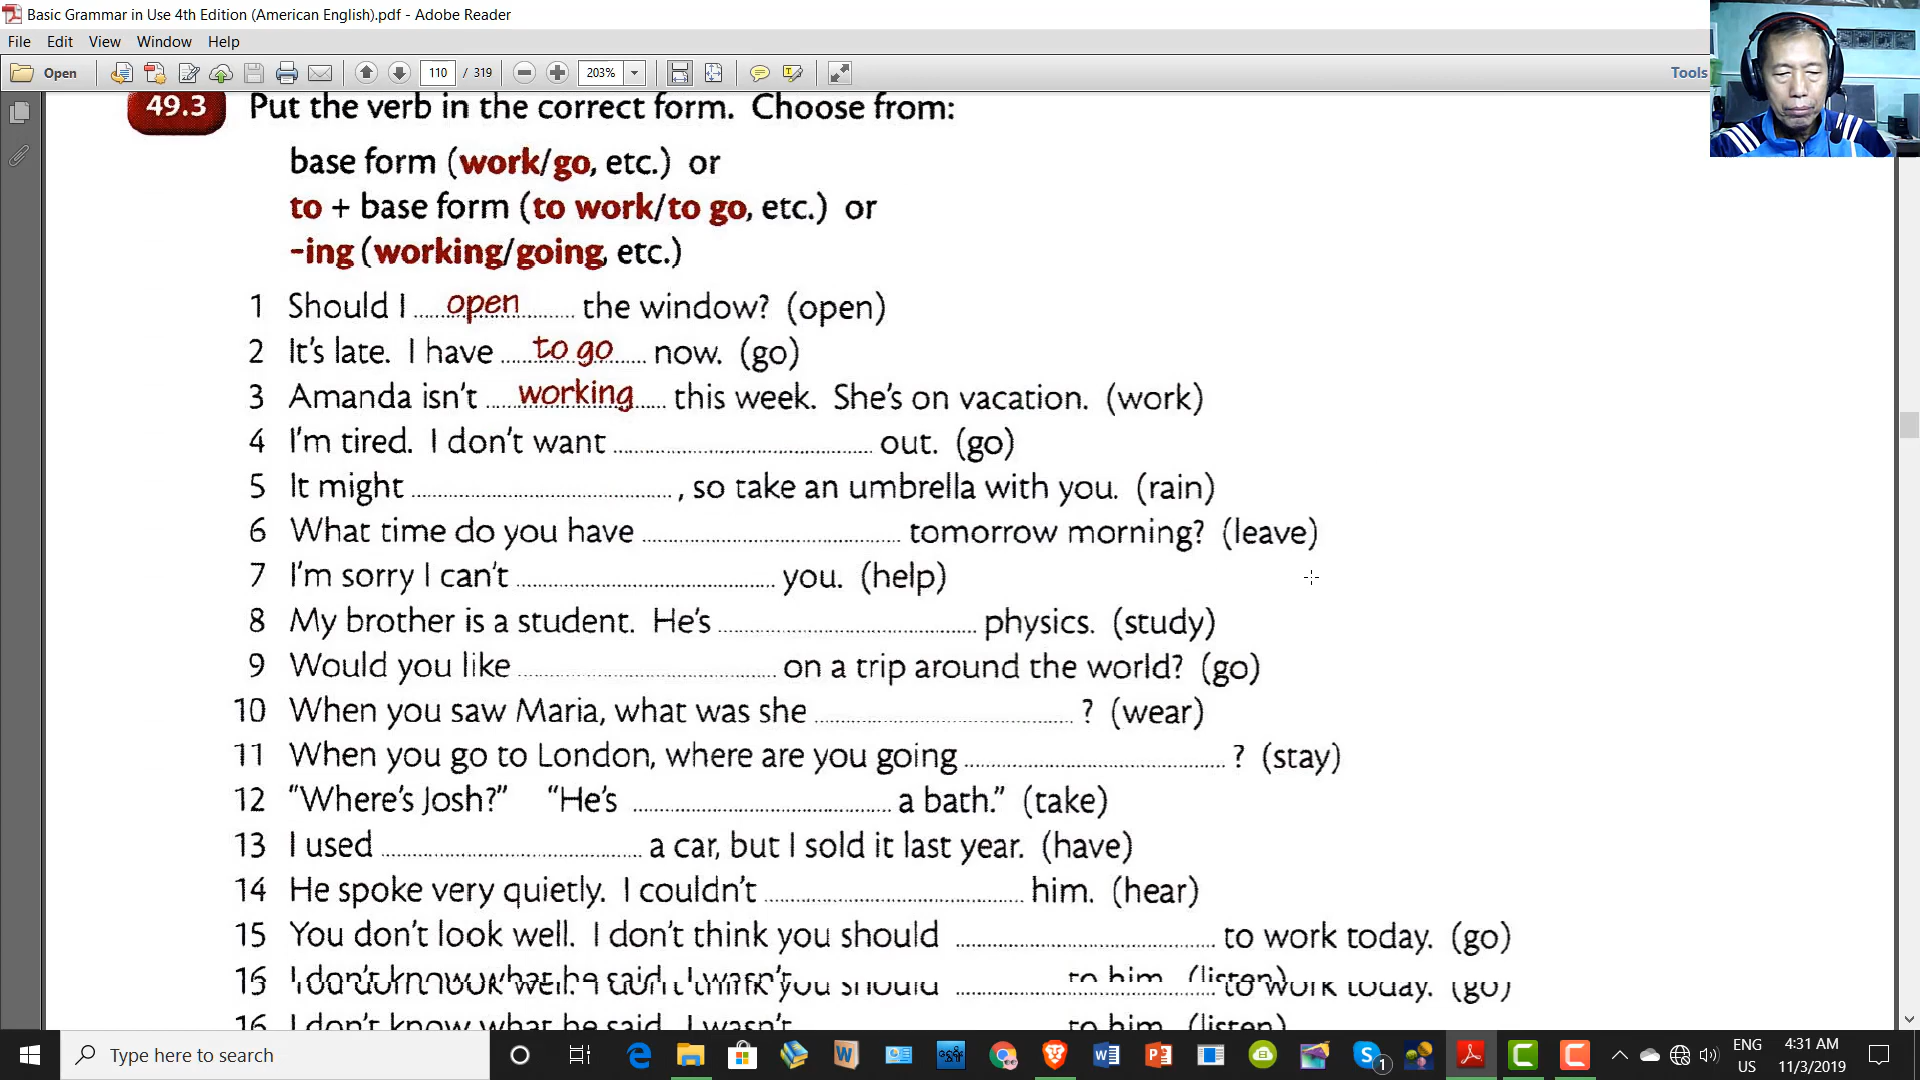 Basic Grammar in Use 4th Edition (American English).pdf - Adobe Reader
File Edit View Window Help
Open 110 / 319 203% Tools
49.3 Put the verb in the correct form. Choose from:
base form (work/go, etc.) or
to + base form (to work/to go, etc.) or
-ing (working/going, etc.)
1 Should I open the window? (open)
2 It's late. I have to go now. (go)
3 Amanda isn't working this week. She's on vacation. (work)
4 I'm tired. I don't want ........ out. (go)
5 It might ........ , so take an umbrella with you. (rain)
6 What time do you have ........ tomorrow morning? (leave)
7 I'm sorry I can't ........ you. (help)
8 My brother is a student. He's ........ physics. (study)
9 Would you like ........ on a trip around the world? (go)
10 When you saw Maria, what was she ........ ? (wear)
11 When you go to London, where are you going ........ ? (stay)
12 "Where's Josh?" "He's ........ a bath." (take)
13 I used ........ a car, but I sold it last year. (have)
14 He spoke very quietly. I couldn't ........ him. (hear)
15 You don't look well. I don't think you should ........ to work today. (go)
16 I don't know what he said. I wasn't ........ to him. (listen)
Type here to search
ENG
US
4:31 AM
11/3/2019